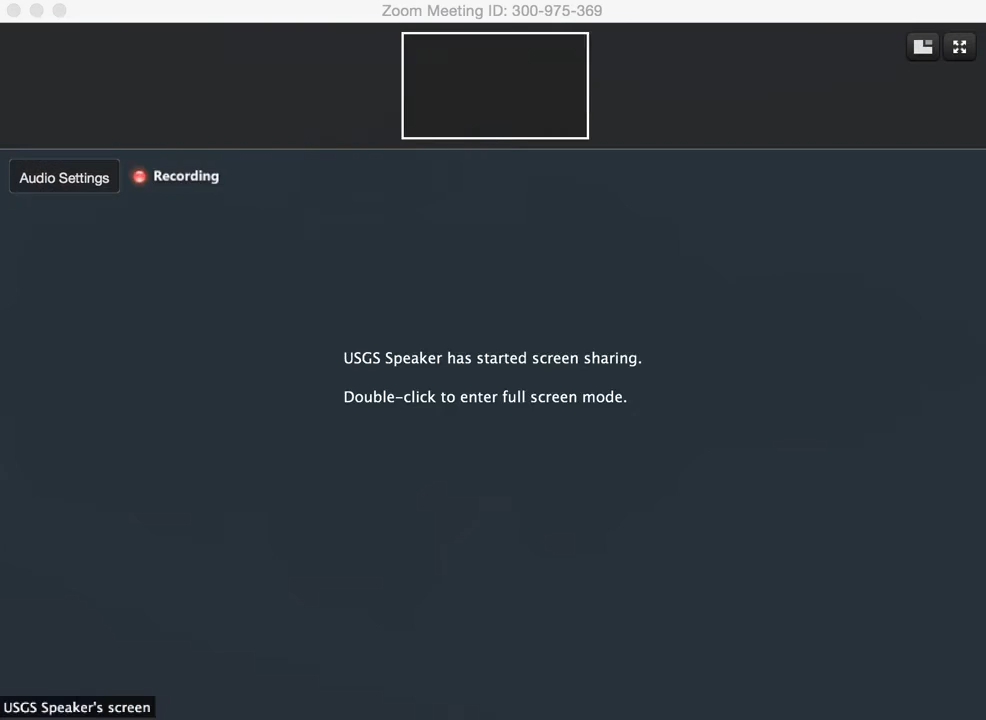 Zoom Meeting ID: 300-975-369
Audio Settings
Recording
USGS Speaker has started screen sharing.
Double-click to enter full screen mode.
USGS Speaker's screen